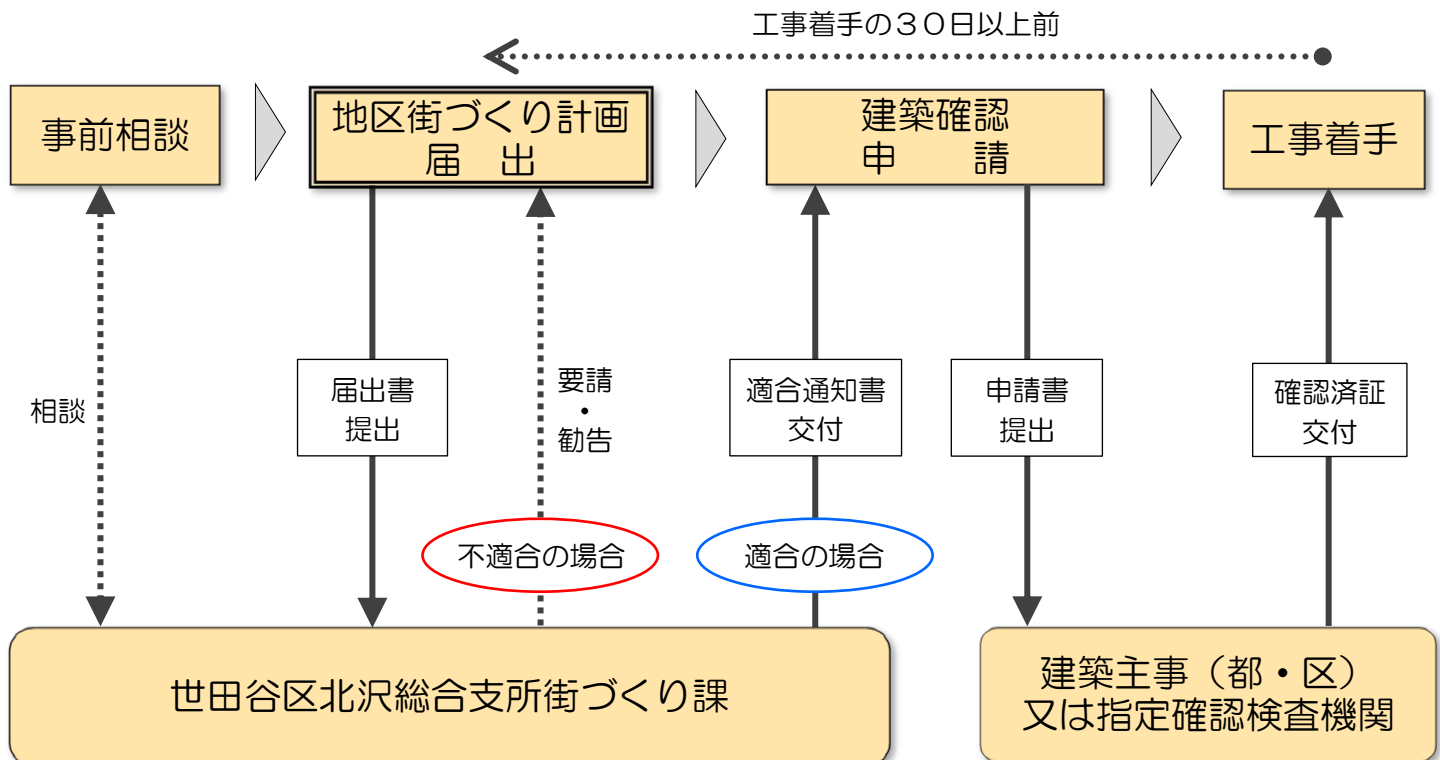 工事着手の３０日以上前
事前相談
地区街づくり計画
届　出
建築確認
申　　請
工事着手
相談
届出書
提出
要請
・
勧告
適合通知書
交付
申請書
提出
確認済証
交付
不適合の場合
適合の場合
世田谷区北沢総合支所街づくり課
建築主事（都・区）
又は指定確認検査機関